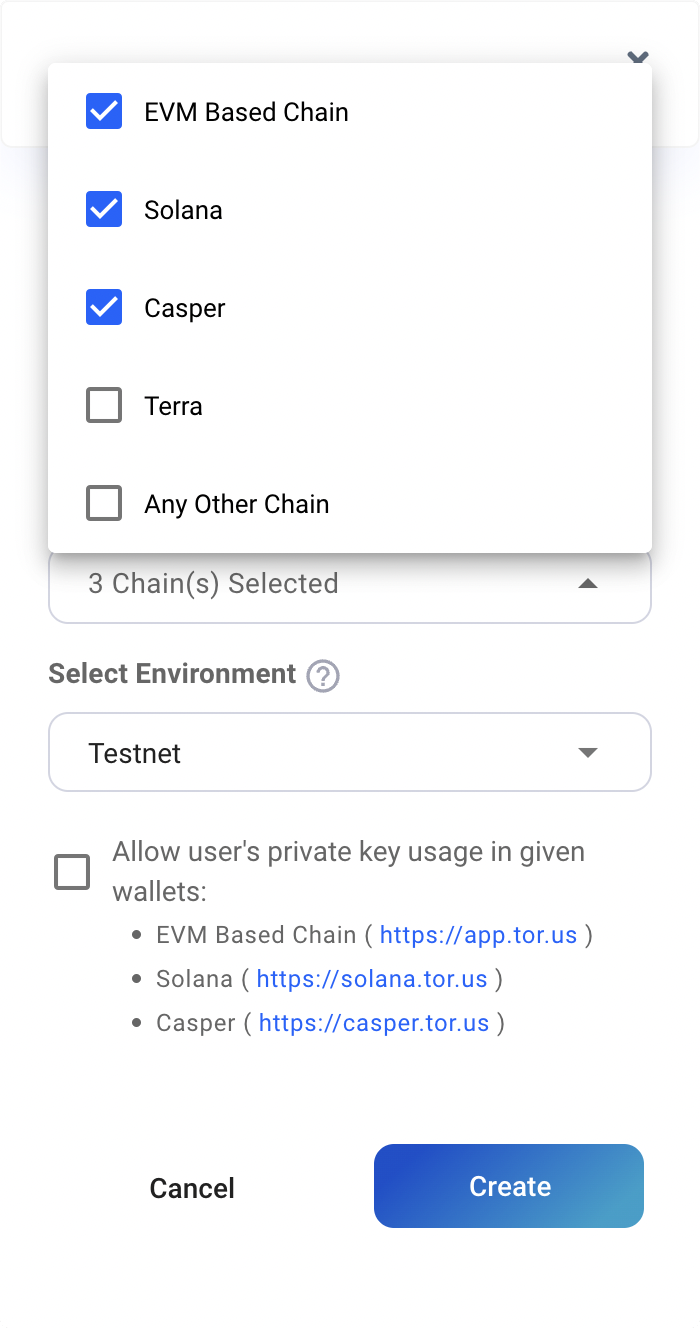 EVM Based Chain
Solana
Casper
Terra
Any Other Chain
3 Chain(s) Selected
Select Environment ?
Testnet
Allow user's private key usage in given
wallets:
• EVM Based Chain ( https://app.tor.us )
• Solana ( https://solana.tor.us )
• Casper ( https://casper.tor.us )
Cancel
Create